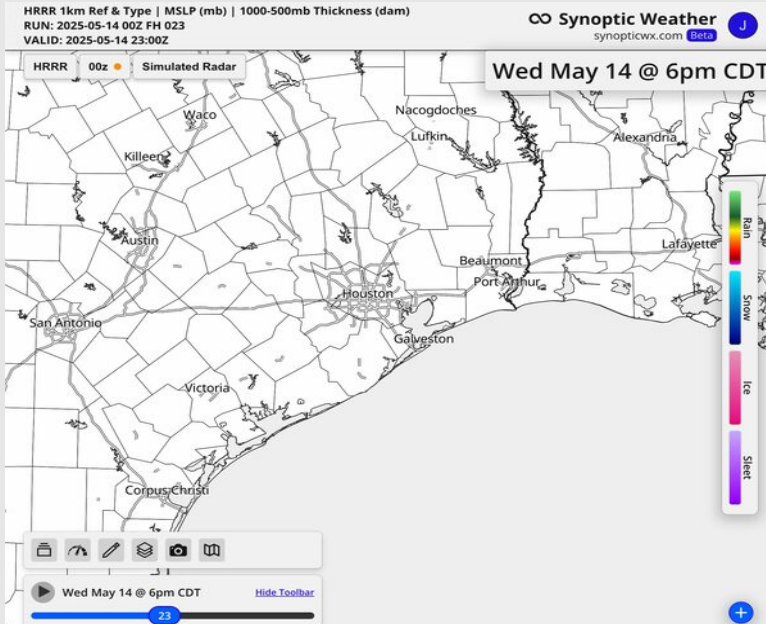 HRRR 1km Ref & Type | MSLP (mb) | 1000-500mb Thickness (dam)
RUN: 2025-05-14 00Z FH 023
VALID: 2025-05-14 23:00Z
Synoptic Weather
synopticwx.com Beta
J
HRRR 00z Simulated Radar
Wed May 14 @ 6pm CDT
Nacogdoches
Waco
Lufkin
Alexandria
Killeen
Rain
Austin
Lafayette
Beaumont
Port Arthur
Houston
Snow
San Antonio
Galveston
Victoria
Ice
Sleet
Corpus Christi
Wed May 14 @ 6pm CDT Hide Toolbar
23